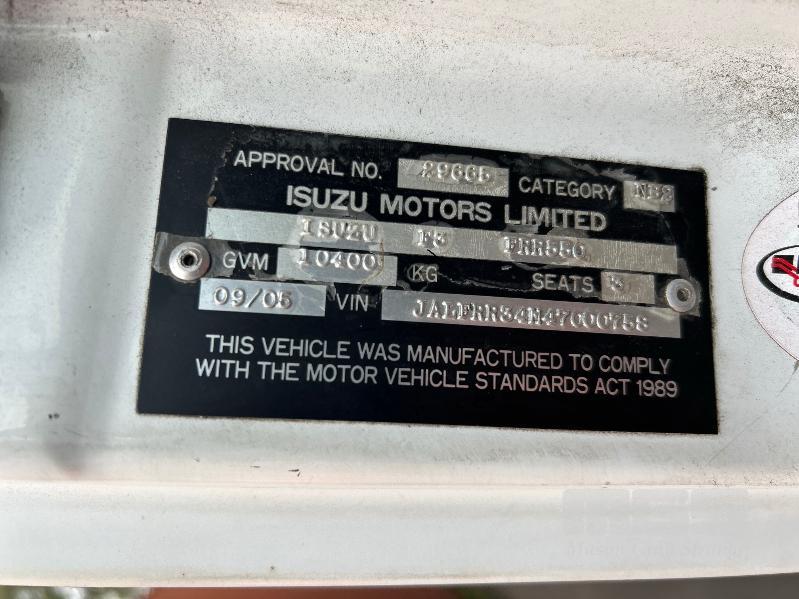 APPROVAL NO. 29665 CATEGORY NB2
ISUZU MOTORS LIMITED
ISUZU F3 FRR550
GVM 10400 KG SEATS 3
09/05 VIN JALFRR34H47000758
THIS VEHICLE WAS MANUFACTURED TO COMPLY
WITH THE MOTOR VEHICLE STANDARDS ACT 1989